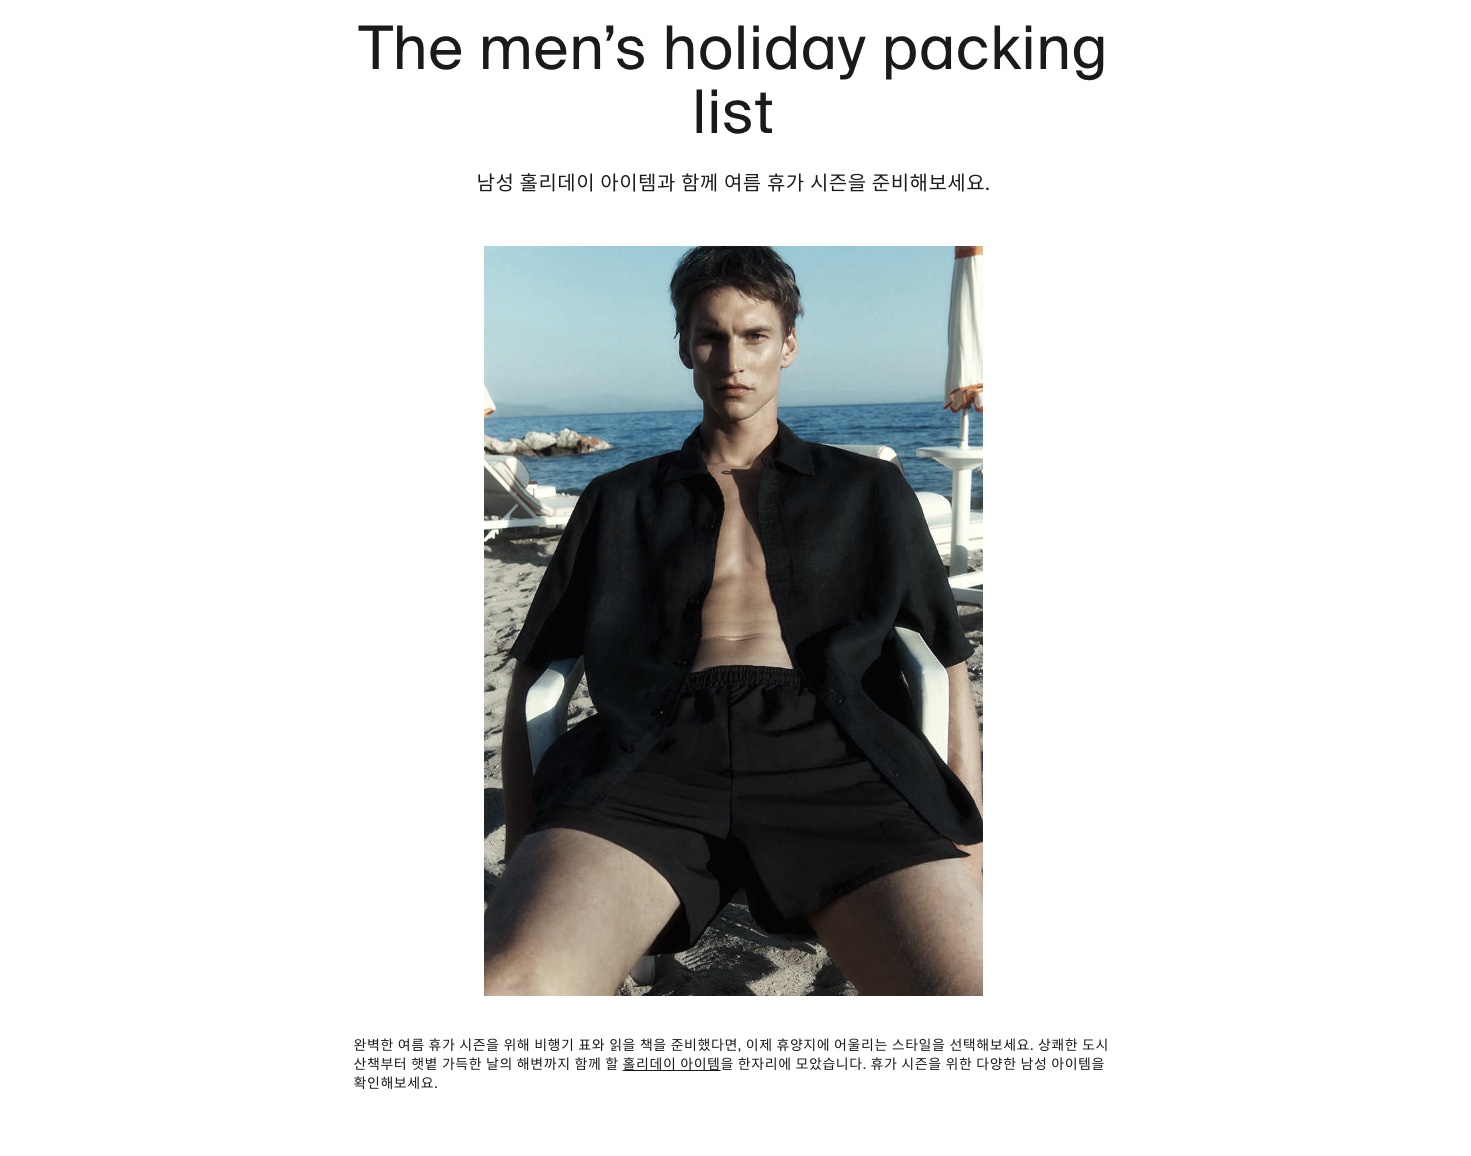 The men’s holiday packing
list
남성 홀리데이 아이템과 함께 여름 휴가 시즌을 준비해보세요.
완벽한 여름 휴가 시즌을 위해 비행기 표와 읽을 책을 준비했다면, 이제 휴양지에 어울리는 스타일을 선택해보세요. 상쾌한 도시
산책부터 햇볕 가득한 날의 해변까지 함께 할 홀리데이 아이템을 한자리에 모았습니다. 휴가 시즌을 위한 다양한 남성 아이템을
확인해보세요.